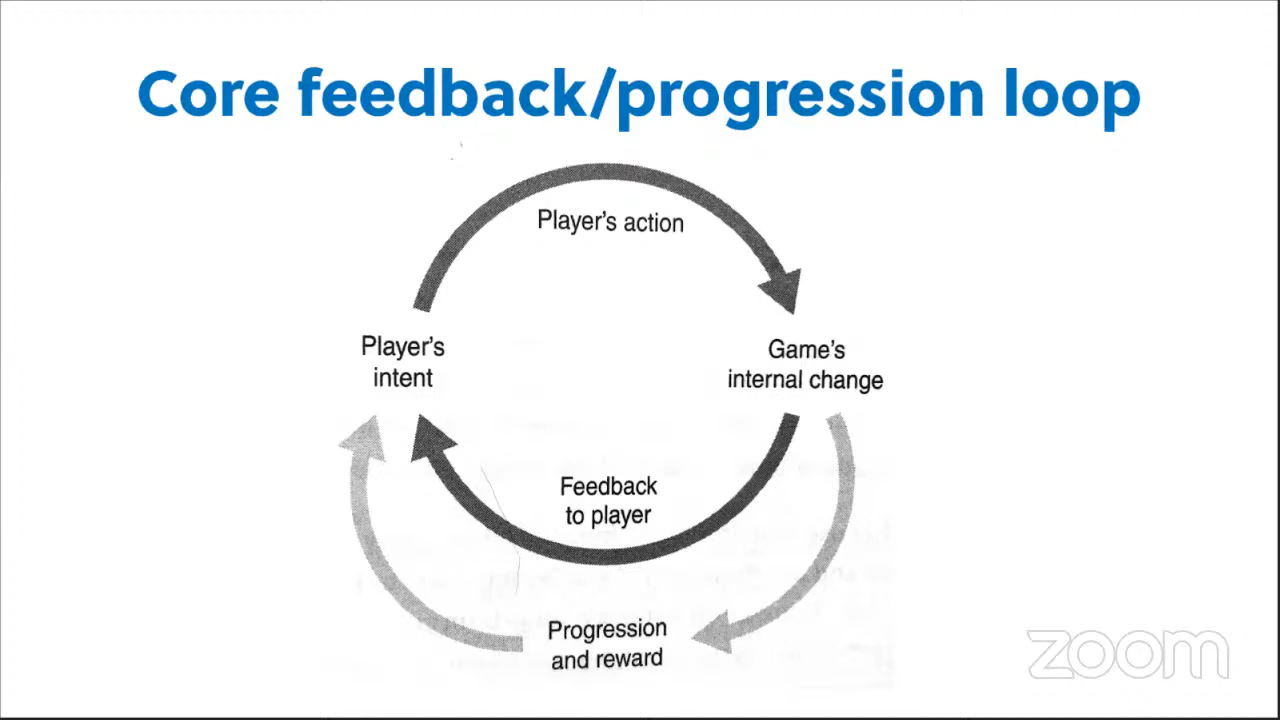 Core feedback/progression loop
Player's action
Player's
intent
Game's
internal change
Feedback
to player
Progression
and reward
zoom